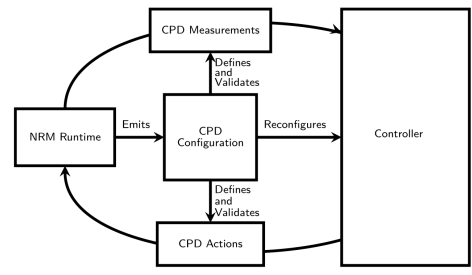 CPD Measurements
Defines
and
Validates
NRM Runtime
Emits
CPD
Configuration
Reconfigures
Controller
Defines
and
Validates
CPD Actions